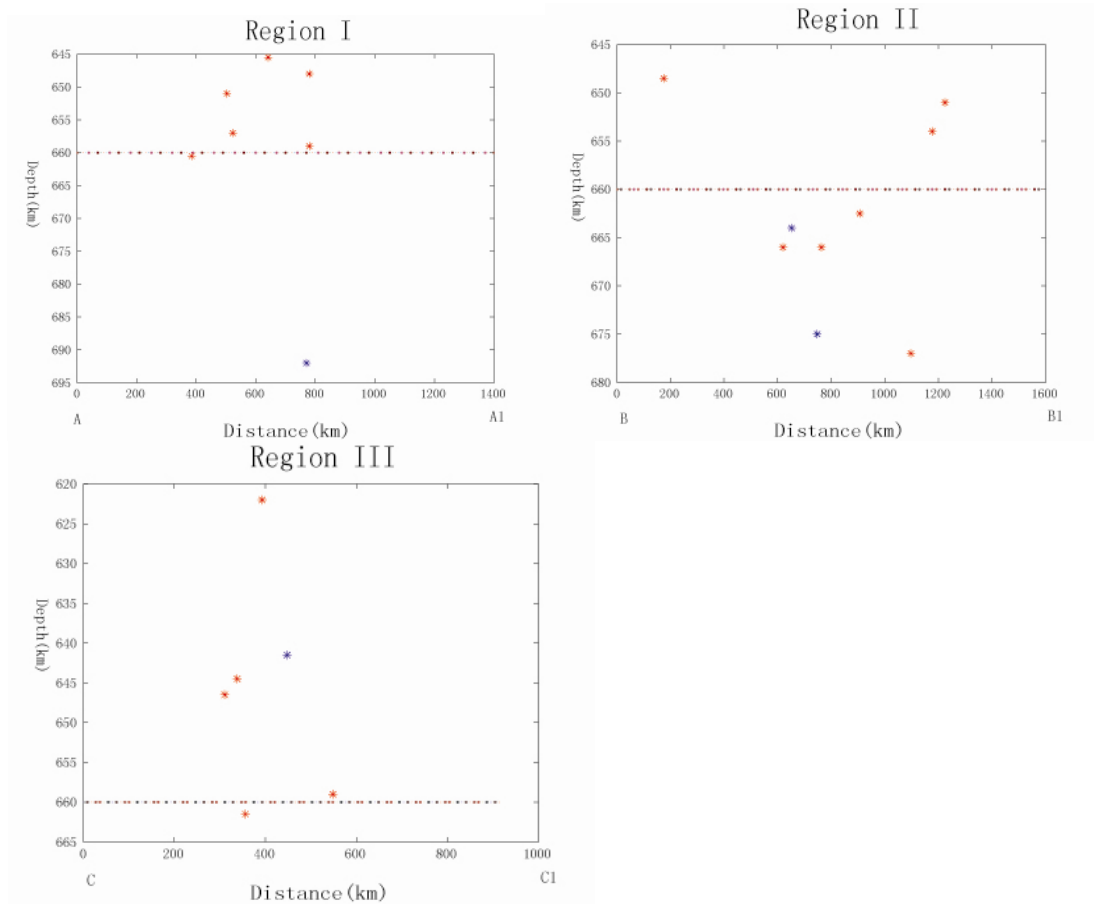 Region I
645
650
655
660
665
670
675
680
685
690
695
Depth(km)
0 200 400 600 800 1000 1200 1400
A A1
Distance(km)
Region II
645
650
655
660
665
670
675
680
Depth(km)
0 200 400 600 800 1000 1200 1400 1600
B B1
Distance(km)
Region III
620
625
630
635
640
645
650
655
660
665
Depth(km)
0 200 400 600 800 1000
C C1
Distance(km)